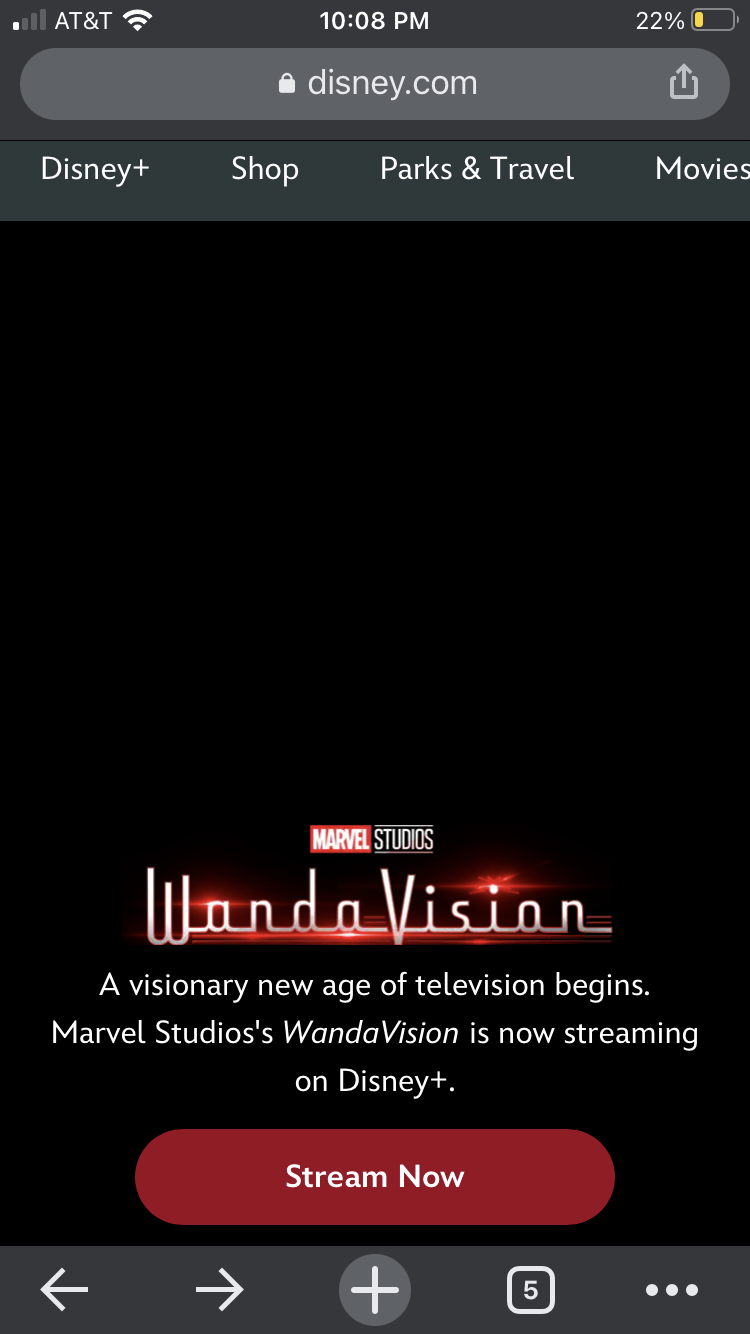 AT&T 10:08 PM 22%
disney.com
Disney+ Shop Parks & Travel Movies
MARVEL STUDIOS
WandaVision
A visionary new age of television begins.
Marvel Studios's WandaVision is now streaming
on Disney+.
Stream Now
5